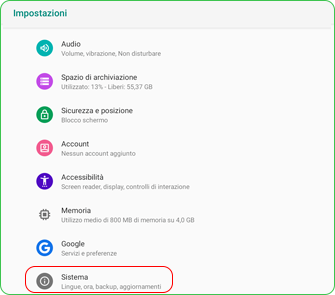 Impostazioni
Audio
Volume, vibrazione, Non disturbare
Spazio di archiviazione
Utilizzato: 13% - Liberi: 55,37 GB
Sicurezza e posizione
Blocco schermo
Account
Nessun account aggiunto
Accessibilità
Screen reader, display, controlli di interazione
Memoria
Utilizzo medio di 800 MB di memoria su 4,0 GB
Google
Servizi e preferenze
Sistema
Lingue, ora, backup, aggiornamenti